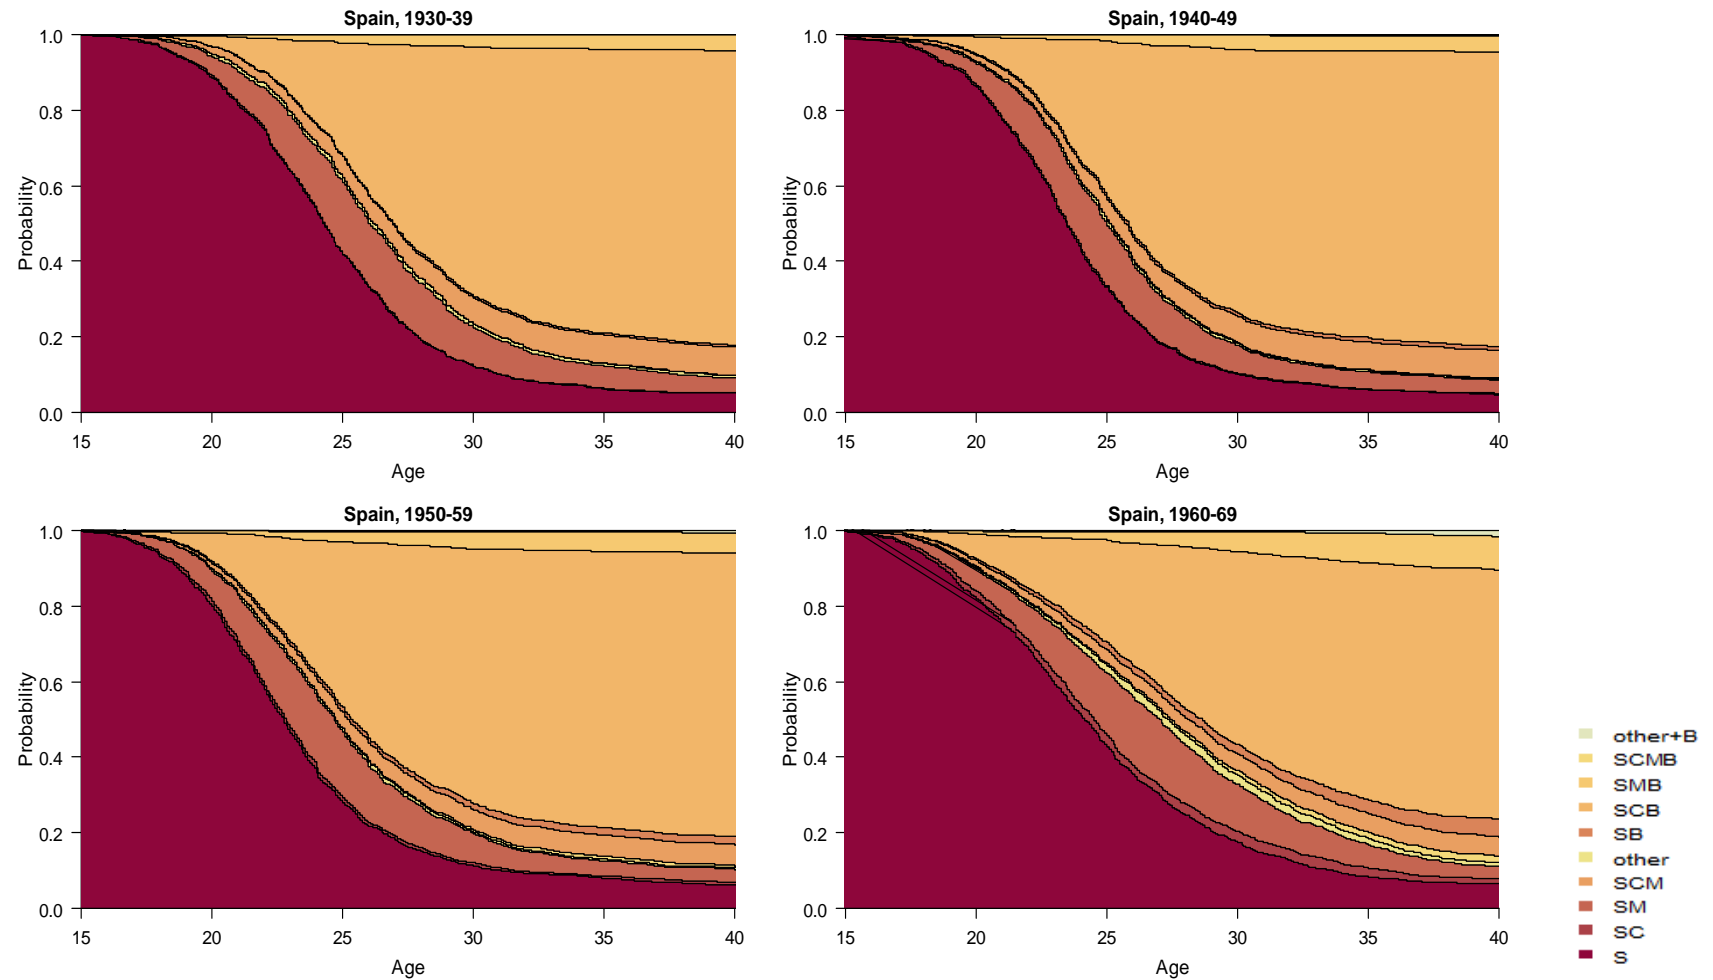 Spain, 1930-39
1.0
0.8
0.6
0.4
0.2
0.0
Probability
15 20 25 30 35 40
Age
Spain, 1940-49
1.0
0.8
0.6
0.4
0.2
0.0
Probability
15 20 25 30 35 40
Age
Spain, 1950-59
1.0
0.8
0.6
0.4
0.2
0.0
Probability
15 20 25 30 35 40
Age
Spain, 1960-69
1.0
0.8
0.6
0.4
0.2
0.0
Probability
15 20 25 30 35 40
Age
other+B
SCMB
SMB
SCB
SB
other
SCM
SM
SC
S